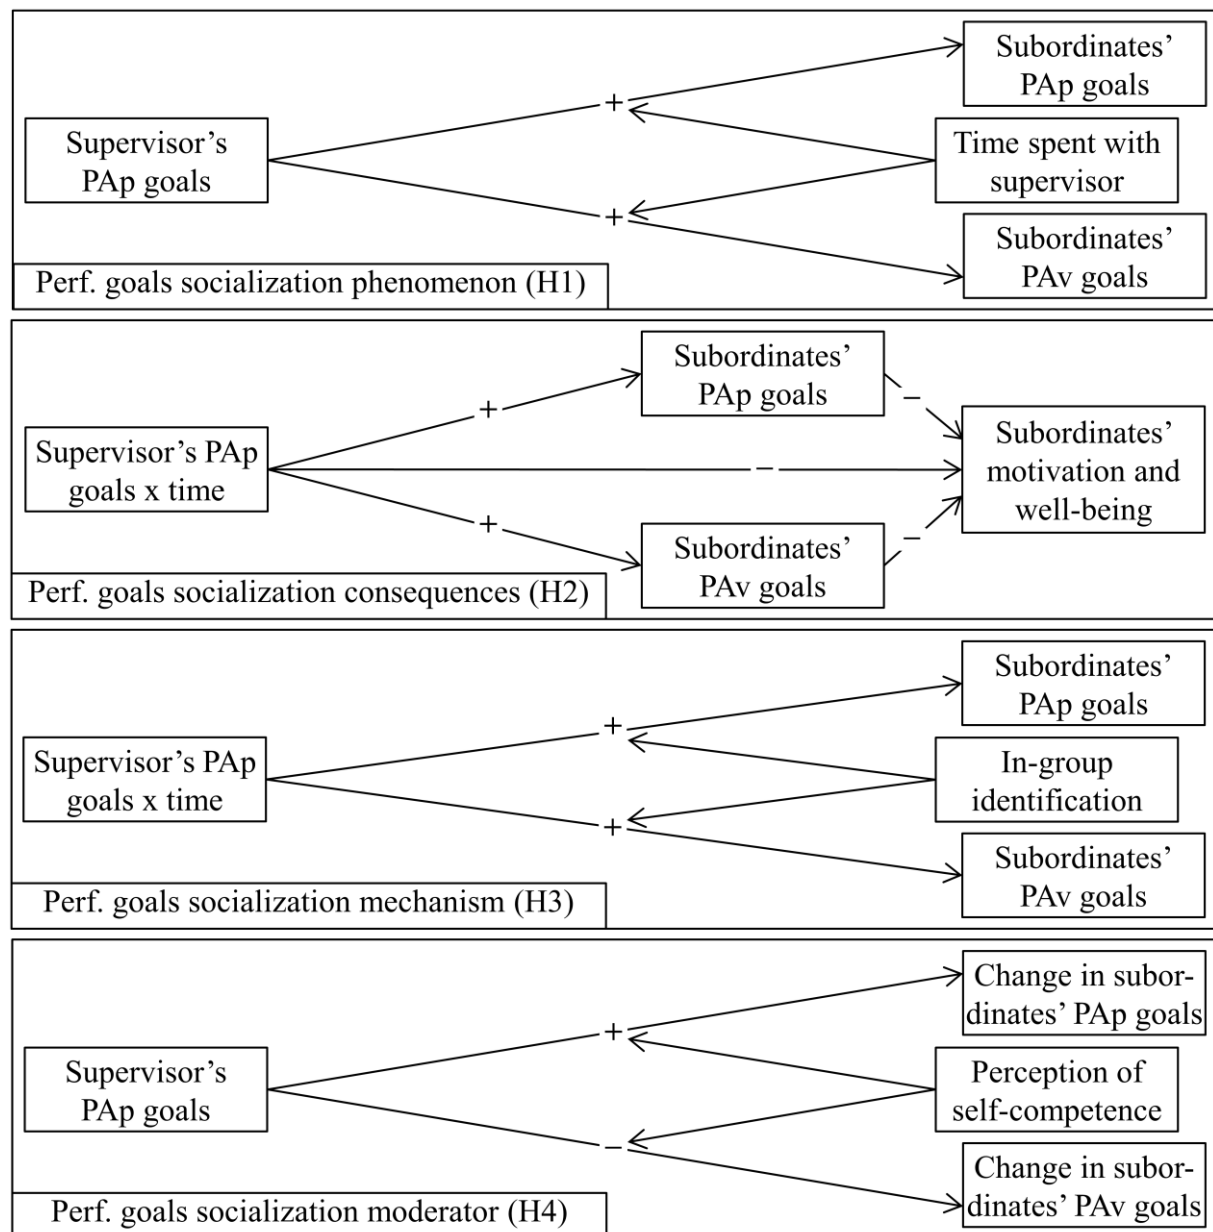 Subordinates’
PAp goals
+
Supervisor’s
PAp goals
Time spent with
supervisor
+
Subordinates’
PAv goals
Perf. goals socialization phenomenon (H1)
Subordinates’
PAp goals
+
–
Supervisor’s PAp
goals x time
–
Subordinates’
motivation and
well-being
+
–
Subordinates’
PAv goals
Perf. goals socialization consequences (H2)
Subordinates’
PAp goals
+
Supervisor’s PAp
goals x time
In-group
identification
+
Subordinates’
PAv goals
Perf. goals socialization mechanism (H3)
Change in subor-
dinates’ PAp goals
+
Supervisor’s
PAp goals
Perception of
self-competence
–
Change in subor-
dinates’ PAv goals
Perf. goals socialization moderator (H4)